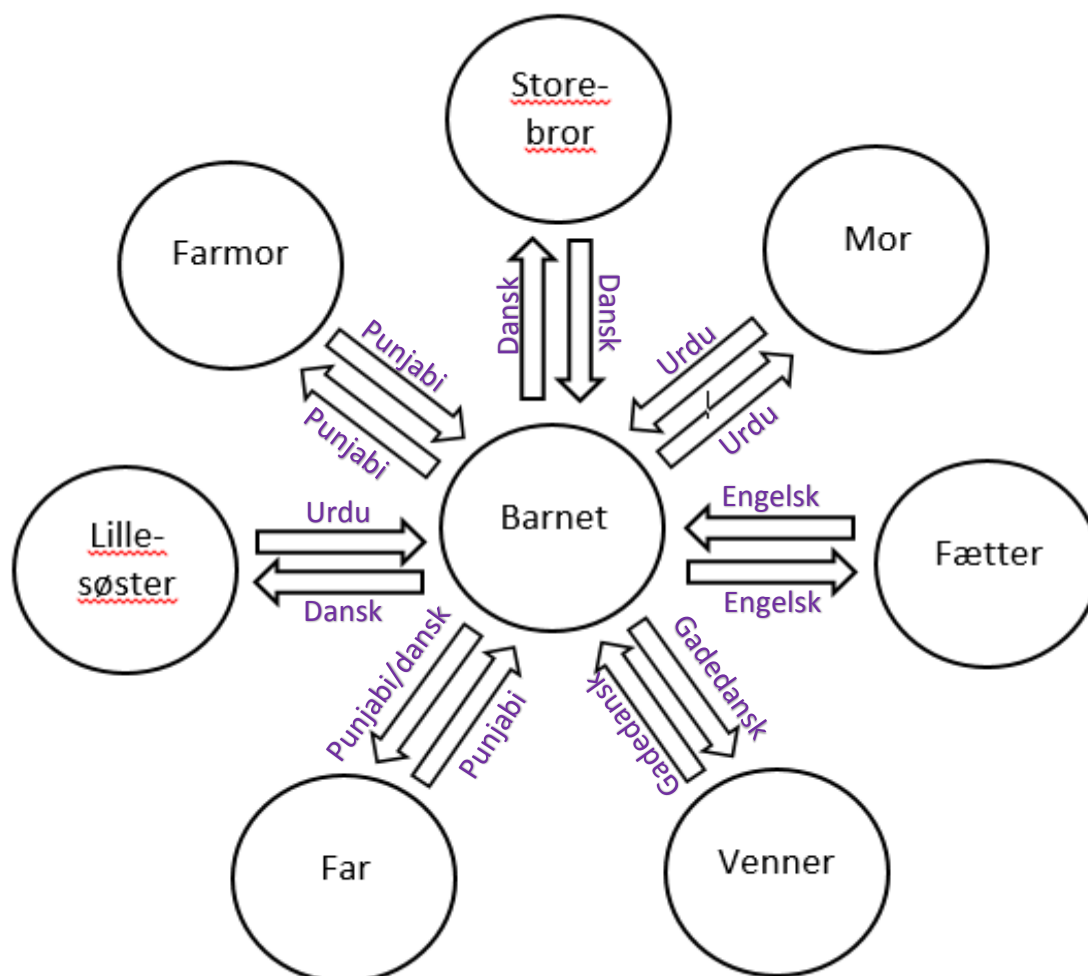 Store-
bror
Farmor
Mor
Dansk
Dansk
Punjabi
Punjabi
Urdu
Urdu
Lille-
søster
Urdu
Dansk
Barnet
Engelsk
Engelsk
Fætter
Punjabi/dansk
Punjabi
Gadedansk
Gadedansk
Far
Venner